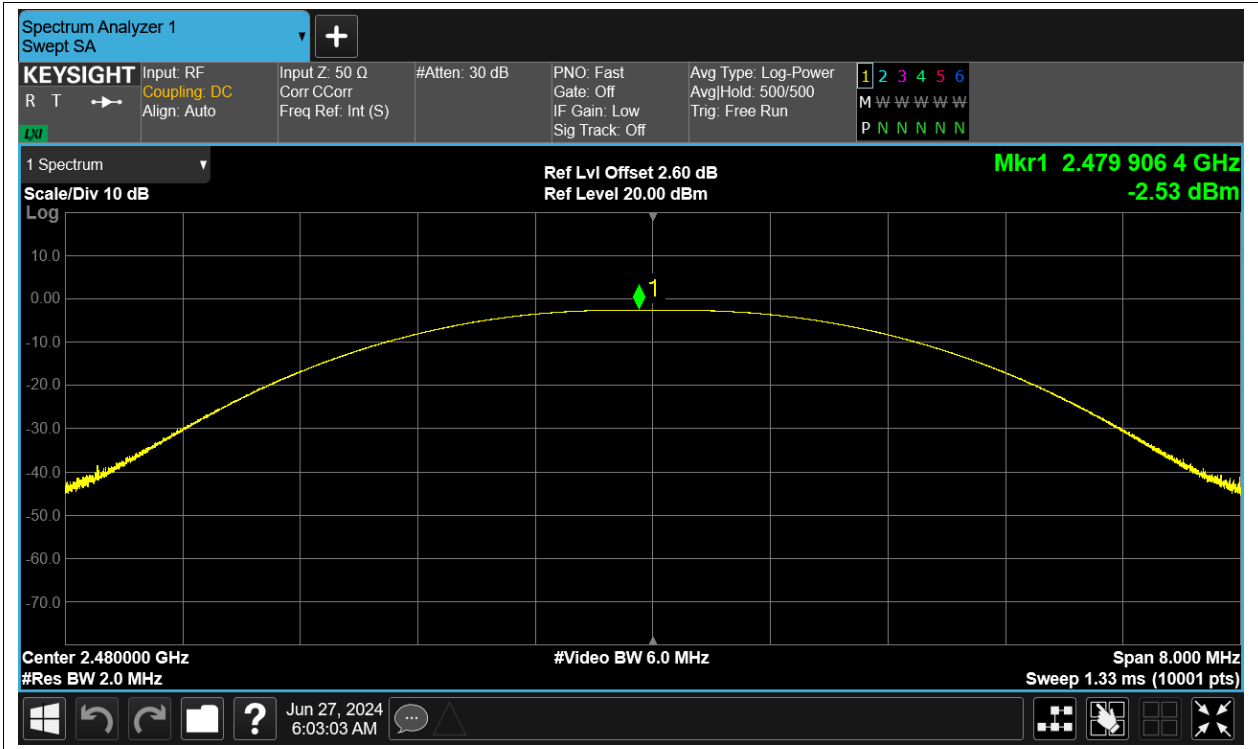 Spectrum Analyzer 1
Swept SA
KEYSIGHT
R T
LXI
Input: RF
Coupling: DC
Align: Auto
Input Z: 50 Ω
Corr CCorr
Freq Ref: Int (S)
#Atten: 30 dB
PNO: Fast
Gate: Off
IF Gain: Low
Sig Track: Off
Avg Type: Log-Power
Avg|Hold: 500/500
Trig: Free Run
1 2 3 4 5 6
M W W W W W
P N N N N N
1 Spectrum
Scale/Div 10 dB
Ref Lvl Offset 2.60 dB
Ref Level 20.00 dBm
Mkr1 2.479 906 4 GHz
-2.53 dBm
Log
10.0
0.00
-10.0
-20.0
-30.0
-40.0
-50.0
-60.0
-70.0
1
Center 2.480000 GHz
#Res BW 2.0 MHz
#Video BW 6.0 MHz
Span 8.000 MHz
Sweep 1.33 ms (10001 pts)
?
Jun 27, 2024
6:03:03 AM